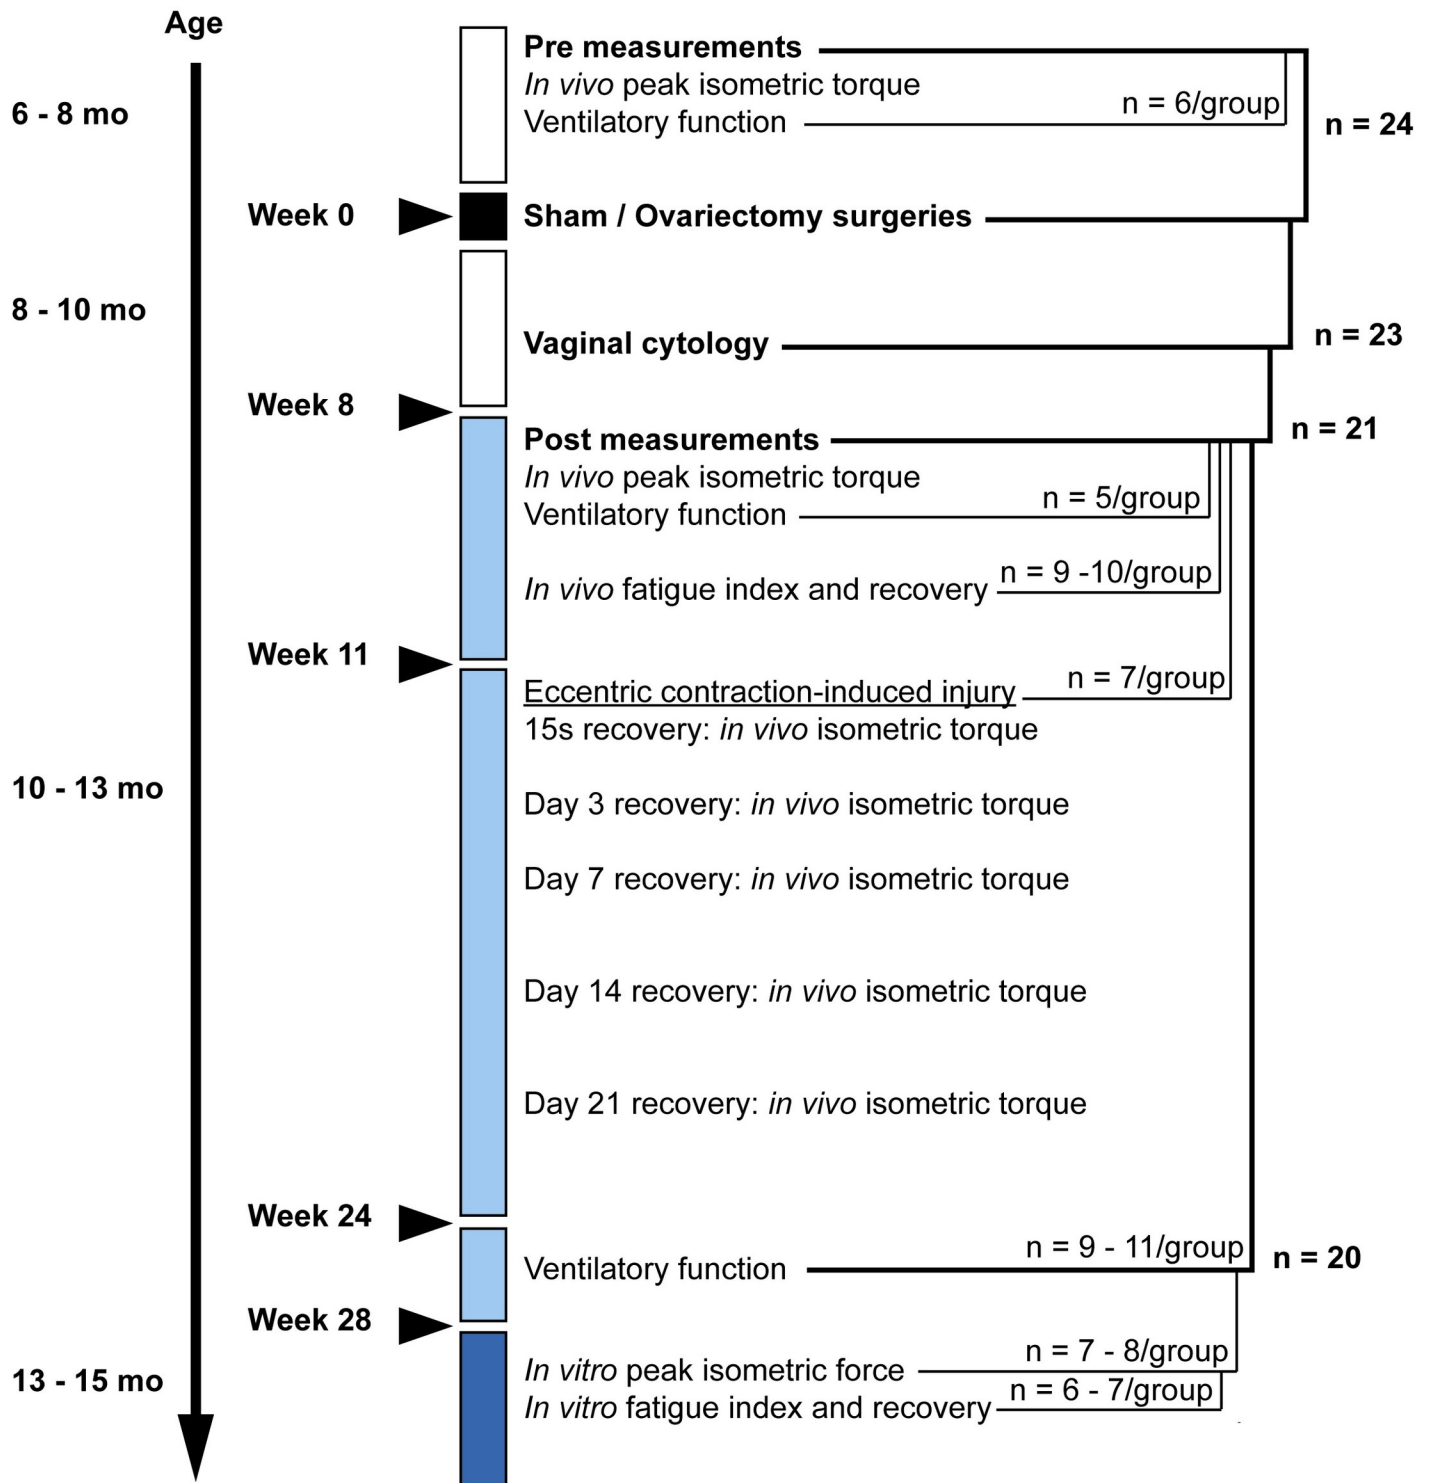 Age
Pre measurements
In vivo peak isometric torque
6 - 8 mo
n = 6/group
Ventilatory function
n = 24
Week 0
Sham / Ovariectomy surgeries
8 - 10 mo
Vaginal cytology
n = 23
Week 8
Post measurements
n = 21
In vivo peak isometric torque
n = 5/group
Ventilatory function
n = 9 -10/group
In vivo fatigue index and recovery
Week 11
n = 7/group
Eccentric contraction-induced injury
15s recovery: in vivo isometric torque
10 - 13 mo
Day 3 recovery: in vivo isometric torque
Day 7 recovery: in vivo isometric torque
Day 14 recovery: in vivo isometric torque
Day 21 recovery: in vivo isometric torque
Week 24
n = 9 - 11/group
n = 20
Ventilatory function
Week 28
n = 7 - 8/group
In vitro peak isometric force
13 - 15 mo
n = 6 - 7/group
In vitro fatigue index and recovery